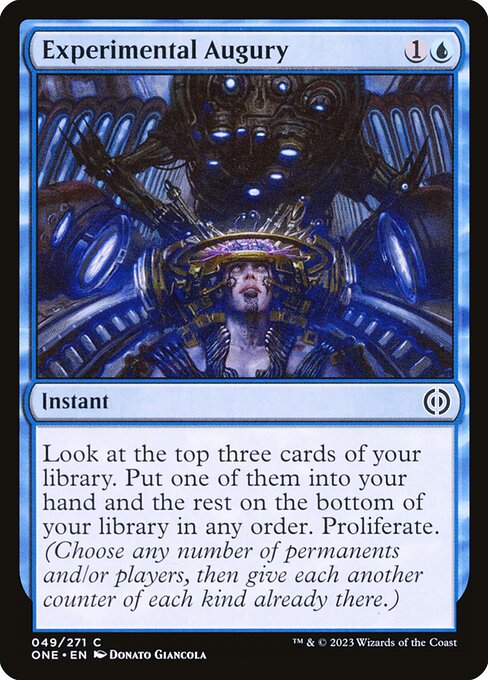 Experimental Augury 1
Instant
Look at the top three cards of your
library. Put one of them into your
hand and the rest on the bottom of
your library in any order. Proliferate.
(Choose any number of permanents
and/or players, then give each another
counter of each kind already there.)
049/271 C
ONE • EN Donato Giancola
™ & © 2023 Wizards of the Coast